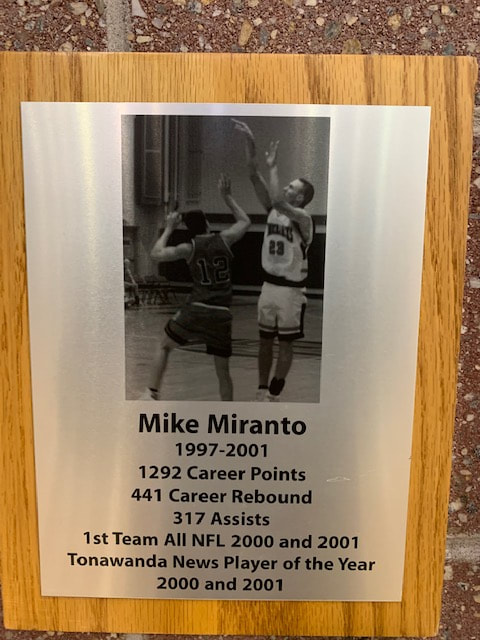 12
23
Mike Miranto
1997-2001
1292 Career Points
441 Career Rebound
317 Assists
1st Team All NFL 2000 and 2001
Tonawanda News Player of the Year
2000 and 2001